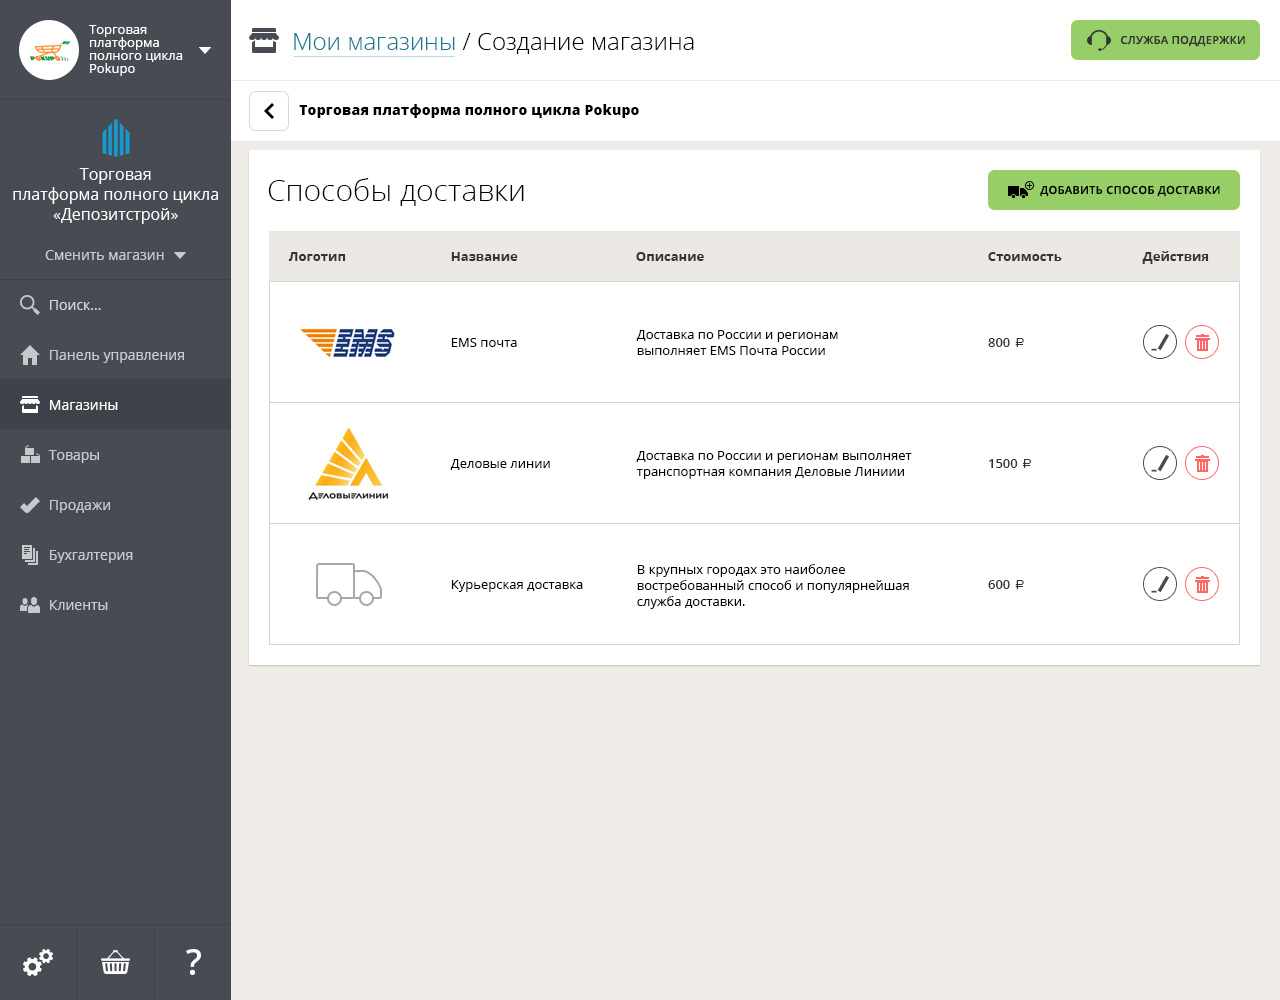 Торговая
платформа
полного цикла
Pokupo
POKUPO
Торговая
платформа полного цикла
«Депозитстрой»
Сменить магазин
Поиск...
Панель управления
Магазины
Товары
Продажи
Бухгалтерия
Клиенты
?
Мои магазины / Создание магазина
СЛУЖБА ПОДДЕРЖКИ
Торговая платформа полного цикла Pokupo
Способы доставки
ДОБАВИТЬ СПОСОБ ДОСТАВКИ
Логотип Название Описание Стоимость Действия
EMS
EMS почта
Доставка по России и регионам
выполняет EMS Почта России
800 ₽
ДЕЛОВЫЕ ЛИНИИ
Деловые линии
Доставка по России и регионам выполняет
транспортная компания Деловые Линиии
1500 ₽
Курьерская доставка
В крупных городах это наиболее
востребованный способ и популярнейшая
служба доставки.
600 ₽